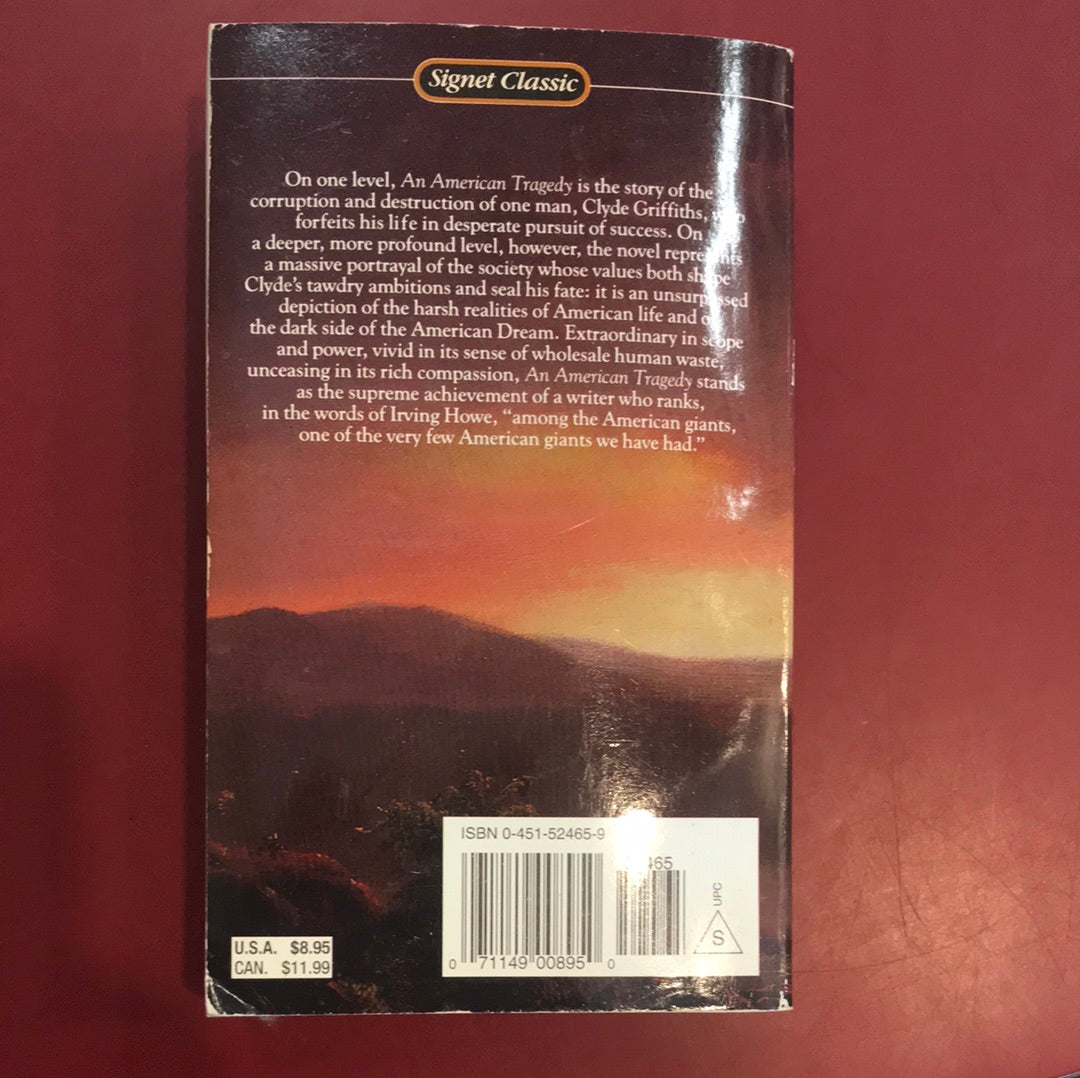 Signet Classic
On one level, An American Tragedy is the story of the
corruption and destruction of one man, Clyde Griffiths,
forfeits his life in desperate pursuit of success. On
a deeper, more profound level, however, the novel represents
a massive portrayal of the society whose values both shape
Clyde's tawdry ambitions and seal his fate: it is an unsurpassed
depiction of the harsh realities of American life and
the dark side of the American Dream. Extraordinary in scope
and power, vivid in its sense of wholesale human waste,
unceasing in its rich compassion, An American Tragedy stands
as the supreme achievement of a writer who ranks,
in the words of Irving Howe, “among the American giants,
one of the very few American giants we have had.”
ISBN 0-451-52465-9
465
UPC
S
0 71149 00895 0
U.S.A. $8.95
CAN. $11.99